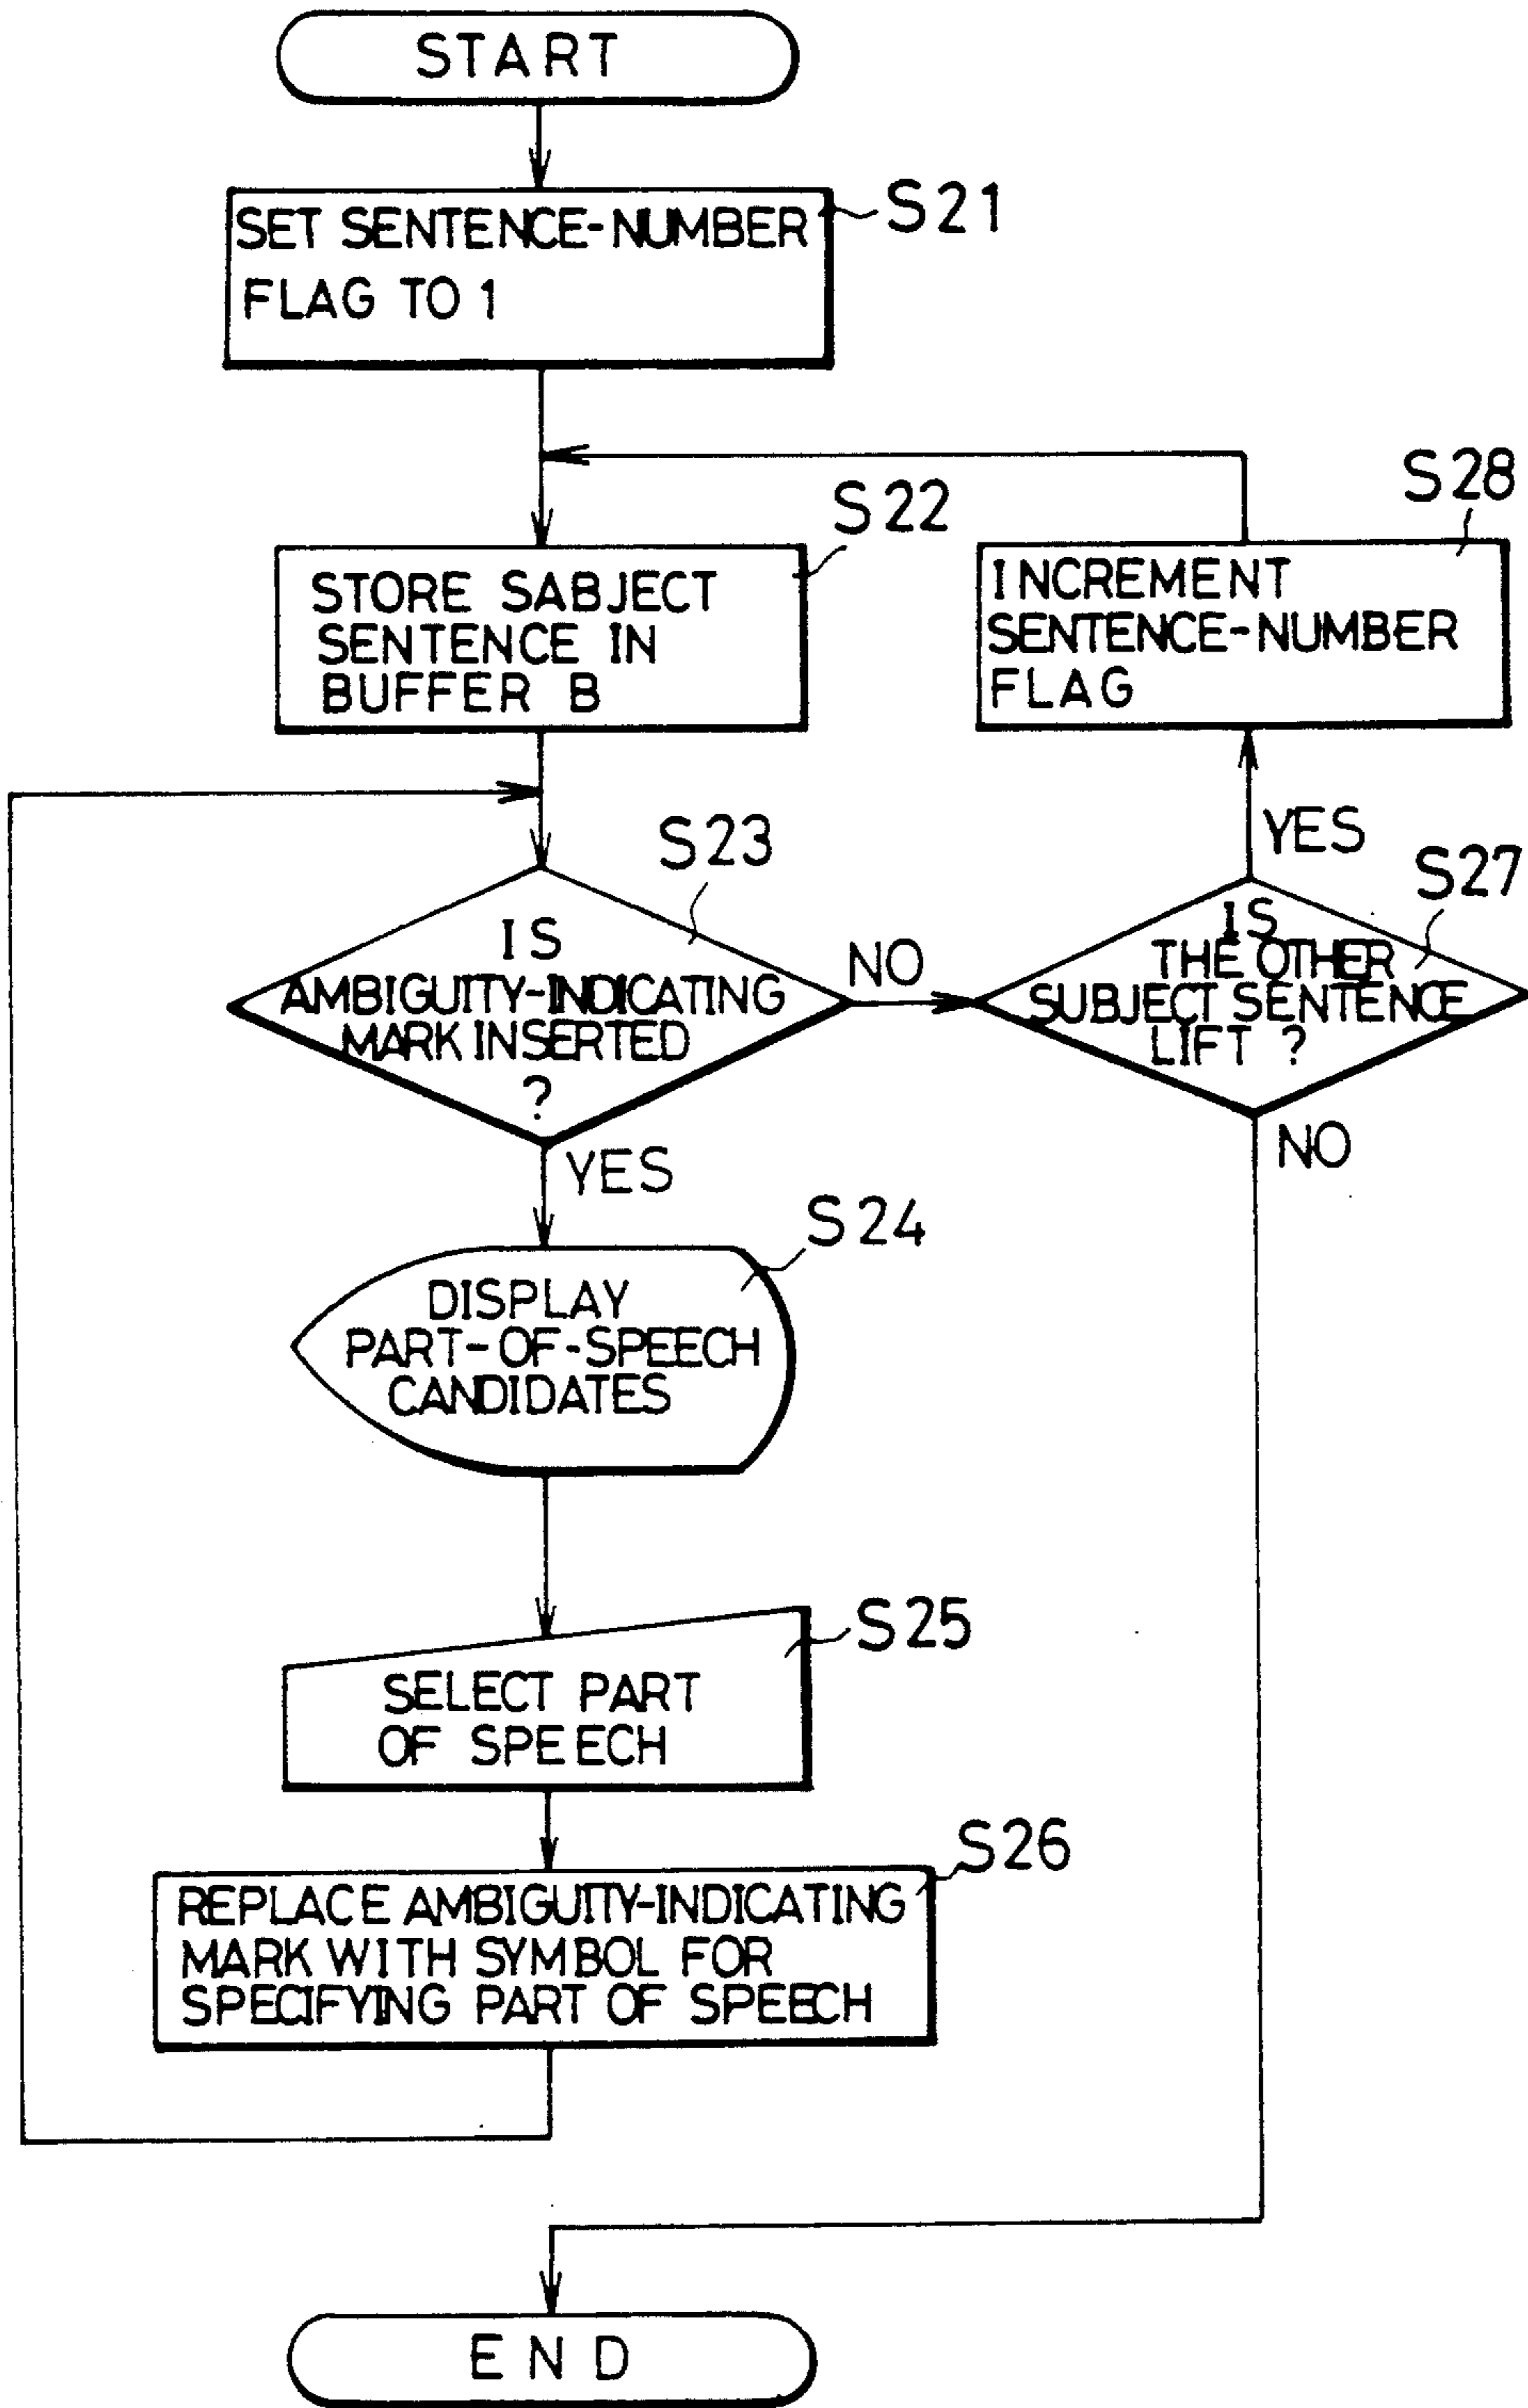 START
S21
SET SENTENCE-NUMBER
FLAG TO 1
S22
STORE SABJECT
SENTENCE IN
BUFFER B
S28
INCREMENT
SENTENCE-NUMBER
FLAG
YES
S23
IS
AMBIGUITY-INDICATING
MARK INSERTED
?
NO
S27
IS
THE OTHER
SUBJECT SENTENCE
LIFT ?
NO
YES
S24
DISPLAY
PART-OF-SPEECH
CANDIDATES
S25
SELECT PART
OF SPEECH
S26
REPLACE AMBIGUITY-INDICATING
MARK WITH SYMBOL FOR
SPECIFYING PART OF SPEECH
END